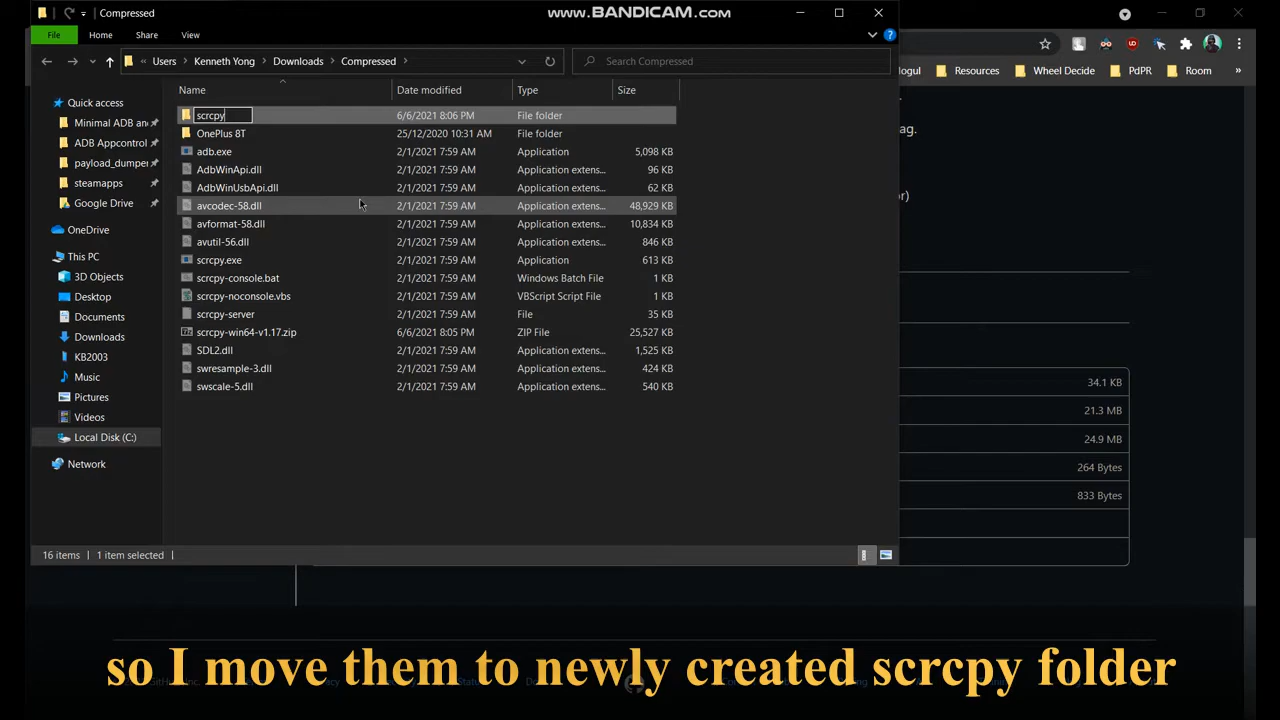 Compressed
www.BANDICAM.com
File Home Share View
« Users > Kenneth Yong > Downloads > Compressed >
Search Compressed
ogul Resources Wheel Decide PdPR Room »
Name Date modified Type Size
Quick access
Minimal ADB an
ADB Appcontrol
payload_dumper
steamapps
Google Drive
OneDrive
This PC
3D Objects
Desktop
Documents
Downloads
KB2003
Music
Pictures
Videos
Local Disk (C:)
Network
scrcpy 6/6/2021 8:06 PM File folder
OnePlus 8T 25/12/2020 10:31 AM File folder
adb.exe 2/1/2021 7:59 AM Application 5,098 KB
AdbWinApi.dll 2/1/2021 7:59 AM Application extens... 96 KB
AdbWinUsbApi.dll 2/1/2021 7:59 AM Application extens... 62 KB
avcodec-58.dll 2/1/2021 7:59 AM Application extens... 48,929 KB
avformat-58.dll 2/1/2021 7:59 AM Application extens... 10,834 KB
avutil-56.dll 2/1/2021 7:59 AM Application extens... 846 KB
scrcpy.exe 2/1/2021 7:59 AM Application 613 KB
scrcpy-console.bat 2/1/2021 7:59 AM Windows Batch File 1 KB
scrcpy-noconsole.vbs 2/1/2021 7:59 AM VBScript Script File 1 KB
scrcpy-server 2/1/2021 7:59 AM File 35 KB
scrcpy-win64-v1.17.zip 6/6/2021 8:05 PM ZIP File 25,527 KB
SDL2.dll 2/1/2021 7:59 AM Application extens... 1,525 KB
swresample-3.dll 2/1/2021 7:59 AM Application extens... 424 KB
swscale-5.dll 2/1/2021 7:59 AM Application extens... 540 KB
ag.
or)
34.1 KB
21.3 MB
24.9 MB
264 Bytes
833 Bytes
16 items 1 item selected
so I move them to newly created scrcpy folder